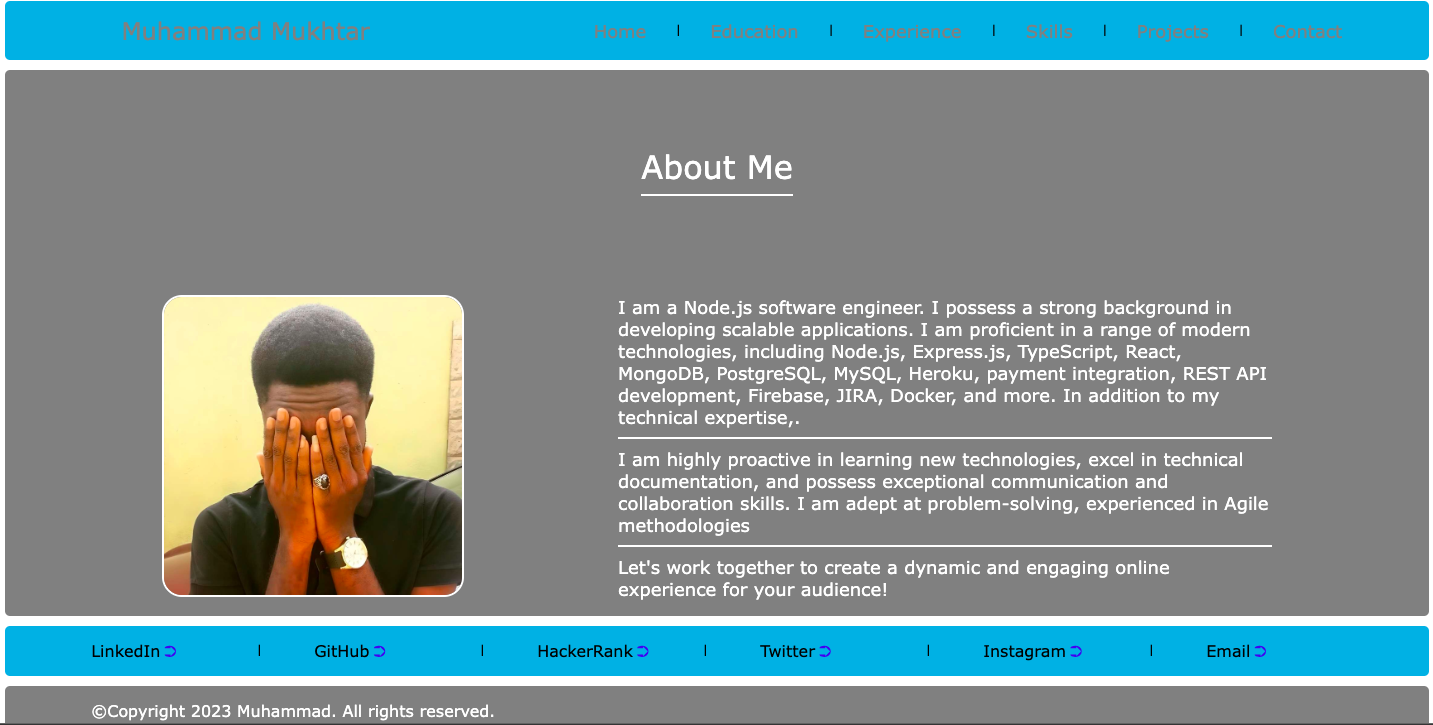 Muhammad Mukhtar
Home | Education | Experience | Skills | Projects | Contact
About Me
I am a Node.js software engineer. I possess a strong background in
developing scalable applications. I am proficient in a range of modern
technologies, including Node.js, Express.js, TypeScript, React,
MongoDB, PostgreSQL, MySQL, Heroku, payment integration, REST API
development, Firebase, JIRA, Docker, and more. In addition to my
technical expertise,.
I am highly proactive in learning new technologies, excel in technical
documentation, and possess exceptional communication and
collaboration skills. I am adept at problem-solving, experienced in Agile
methodologies
Let's work together to create a dynamic and engaging online
experience for your audience!
LinkedIn ➲ | GitHub ➲ | HackerRank ➲ | Twitter ➲ | Instagram ➲ | Email ➲
©Copyright 2023 Muhammad. All rights reserved.